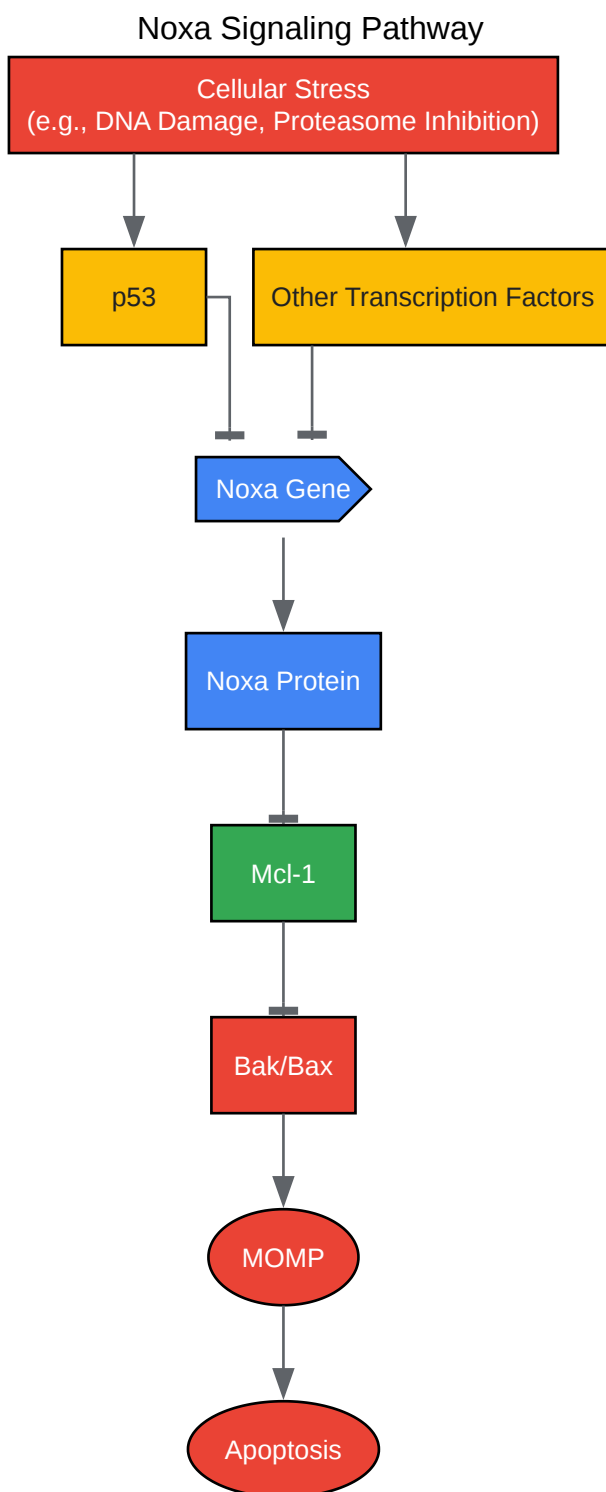 Noxa Signaling Pathway
Cellular Stress
(e.g., DNA Damage, Proteasome Inhibition)
p53
Other Transcription Factors
Noxa Gene
Noxa Protein
Mcl-1
Bak/Bax
MOMP
Apoptosis